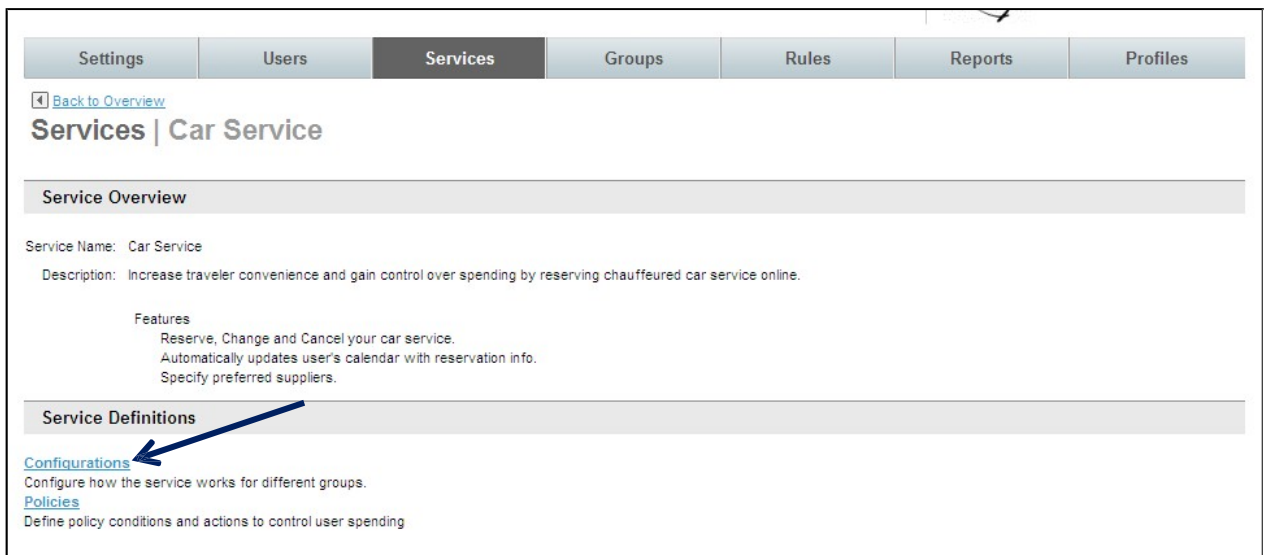 Settings Users Services Groups Rules Reports Profiles
Back to Overview
Services | Car Service
Service Overview
Service Name: Car Service
Description: Increase traveler convenience and gain control over spending by reserving chauffeured car service online.
Features
Reserve, Change and Cancel your car service.
Automatically updates user's calendar with reservation info.
Specify preferred suppliers.
Service Definitions
Configurations
Configure how the service works for different groups.
Policies
Define policy conditions and actions to control user spending